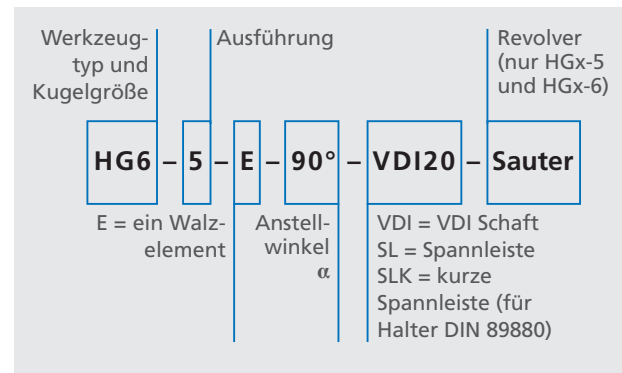 Werkzeug-
typ und
Kugelgröße
Ausführung
Revolver
(nur HGx-5
und HGx-6)
HG6 – 5 – E – 90° – VDI20 – Sauter
E = ein Walz-
element
Anstell-
winkel
α
VDI = VDI Schaft
SL = Spannleiste
SLK = kurze
Spannleiste (für
Halter DIN 89880)